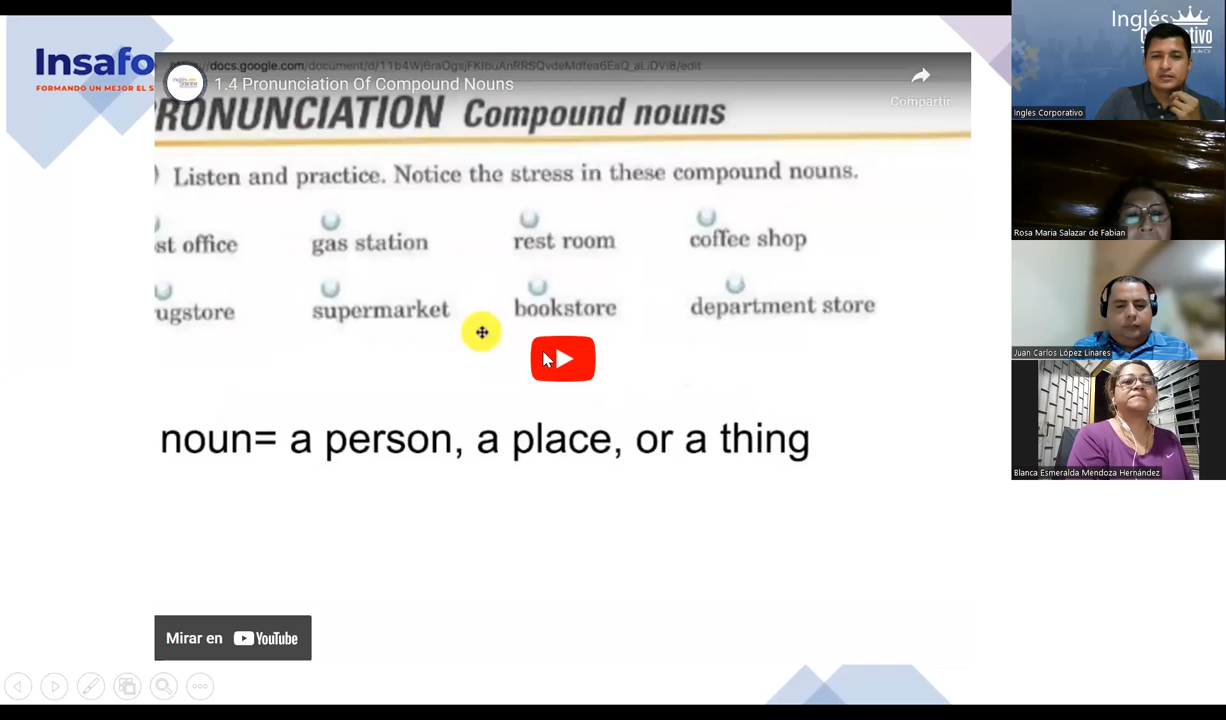 Insafo
FORMANDO UN MEJOR EL S
docs.google.com/document/d/
1.4 Pronunciation Of Compound Nouns
Compartir
RONUNCIATION Compound nouns
Listen and practice. Notice the stress in these compound nouns.
st office gas station rest room coffee shop
ugstore supermarket bookstore department store
noun= a person, a place, or a thing
Mirar en YouTube
Inglés
Ingles Corporativo
Rosa Maria Salazar de Fabian
Juan Carlos López Linares
Blanca Esmeralda Mendoza Hernández